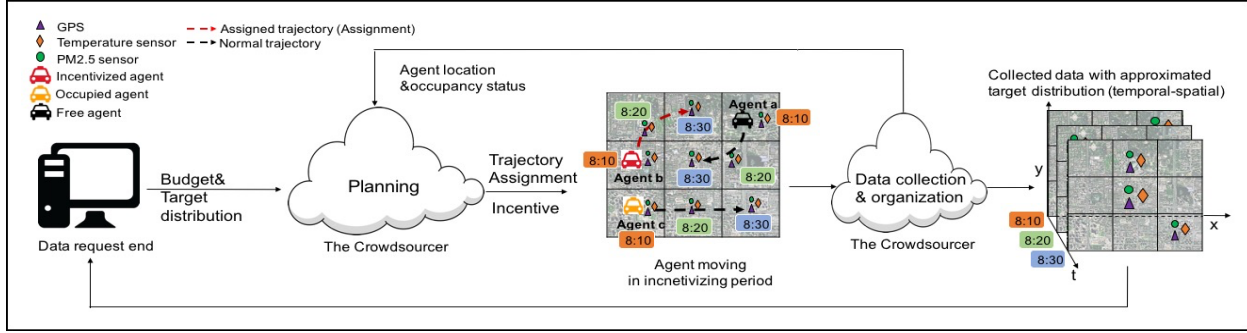 GPS
Temperature sensor
PM2.5 sensor
Incentivized agent
Occupied agent
Free agent
Assigned trajectory (Assignment)
Normal trajectory
Data request end
Budget&
Target
distribution
Agent location
&occupancy status
Planning
The Crowdsourcer
Trajectory
Assignment
Incentive
8:20
8:30
Agent a
8:10
8:10
Agent b
8:30
8:20
Agent c
8:10
8:20
8:30
Agent moving
in incnetivizing period
Data collection
& organization
The Crowdsourcer
Collected data with approximated
target distribution (temporal-spatial)
y
x
8:10
8:20
8:30
t